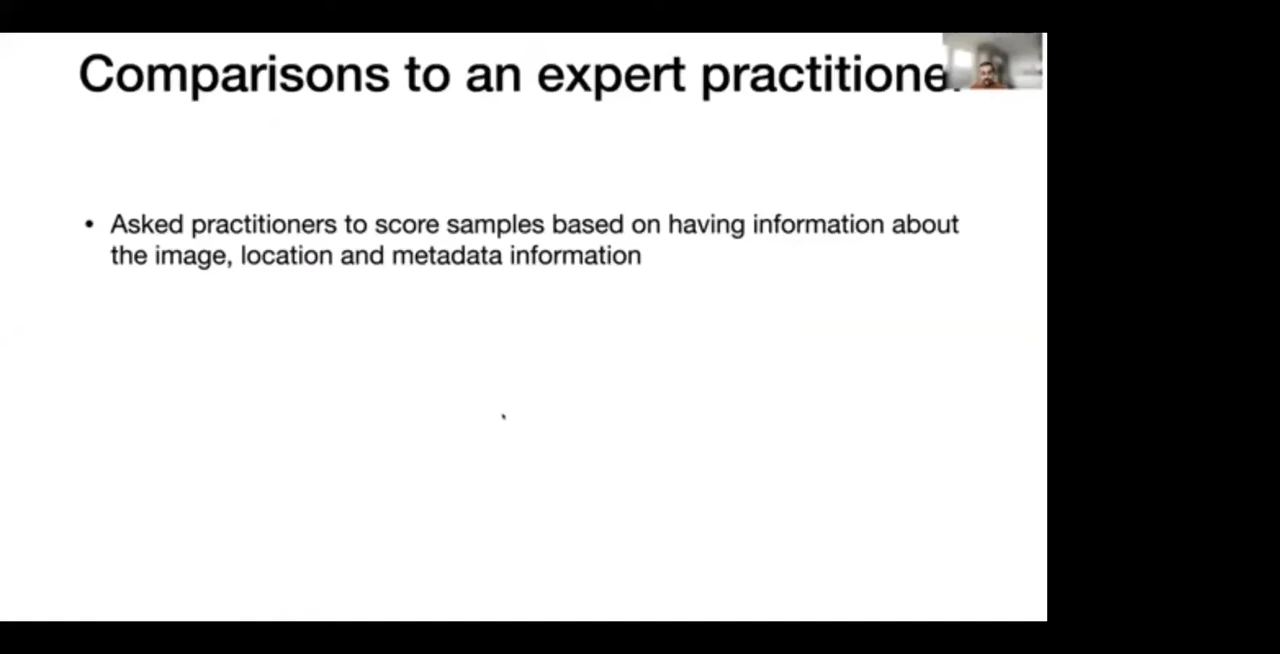 Comparisons to an expert practitione
• Asked practitioners to score samples based on having information about
the image, location and metadata information